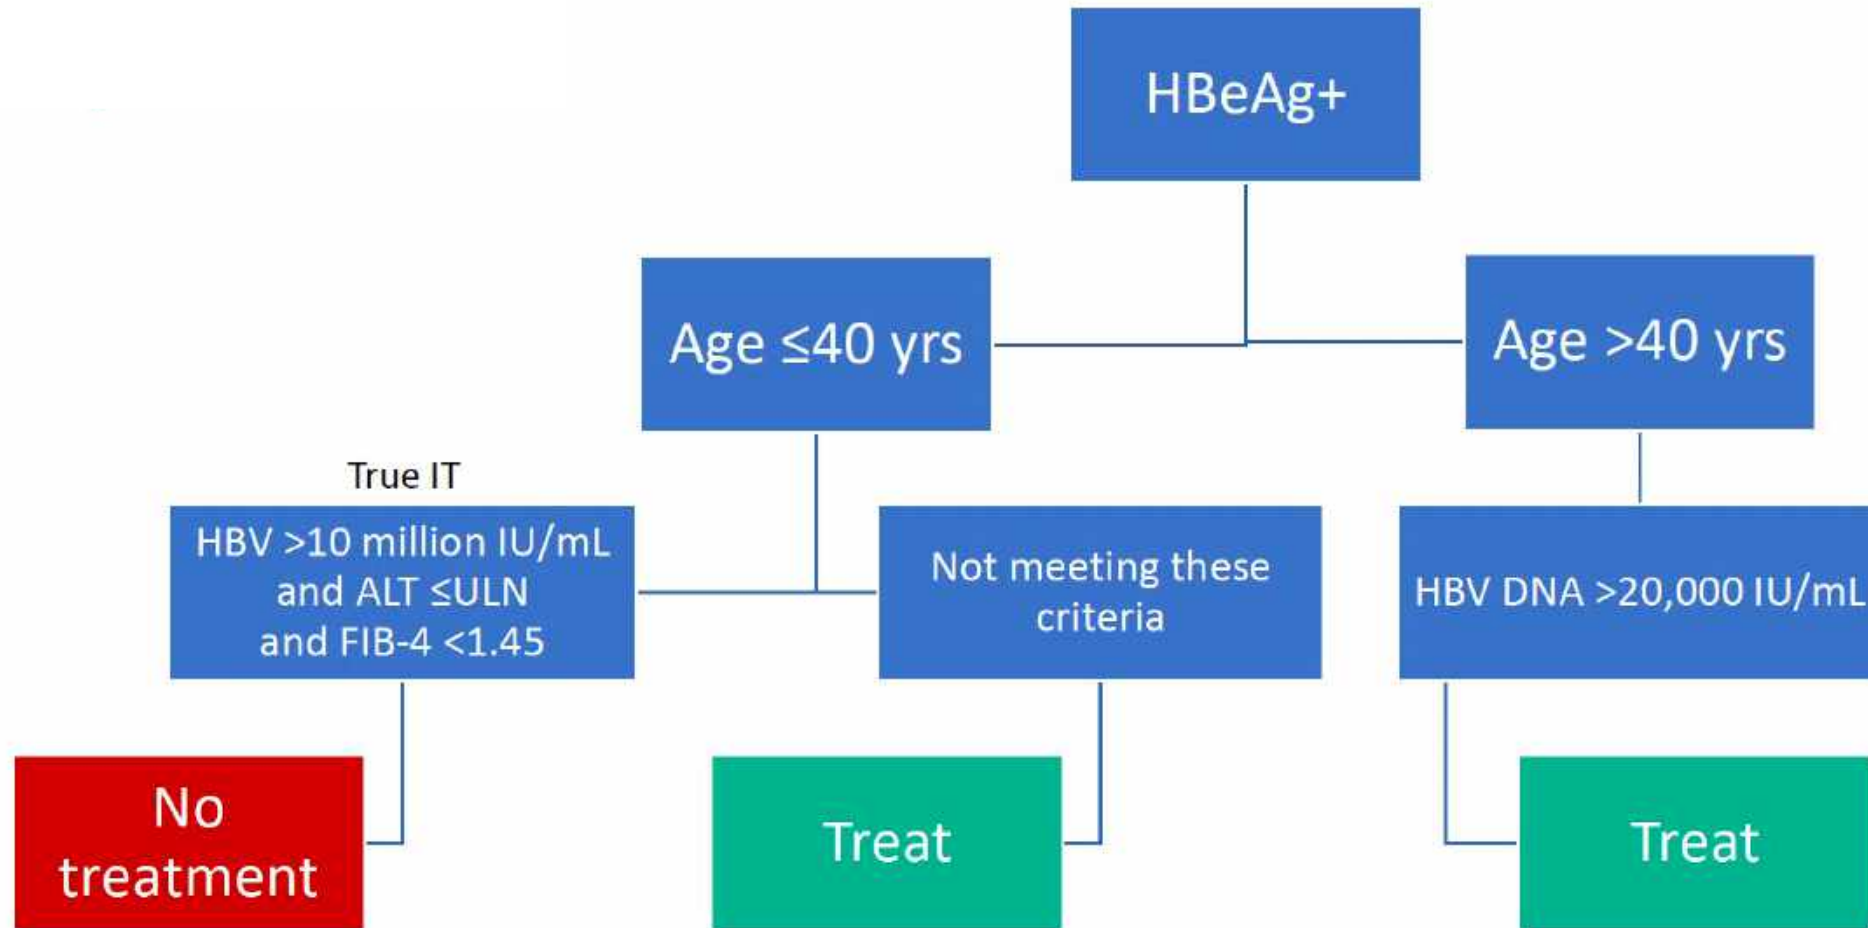 HBeAg+
Age ≤40 yrs
Age >40 yrs
True IT
HBV >10 million IU/mL
and ALT ≤ULN
and FIB-4 <1.45
Not meeting these
criteria
HBV DNA >20,000 IU/mL
No
treatment
Treat
Treat